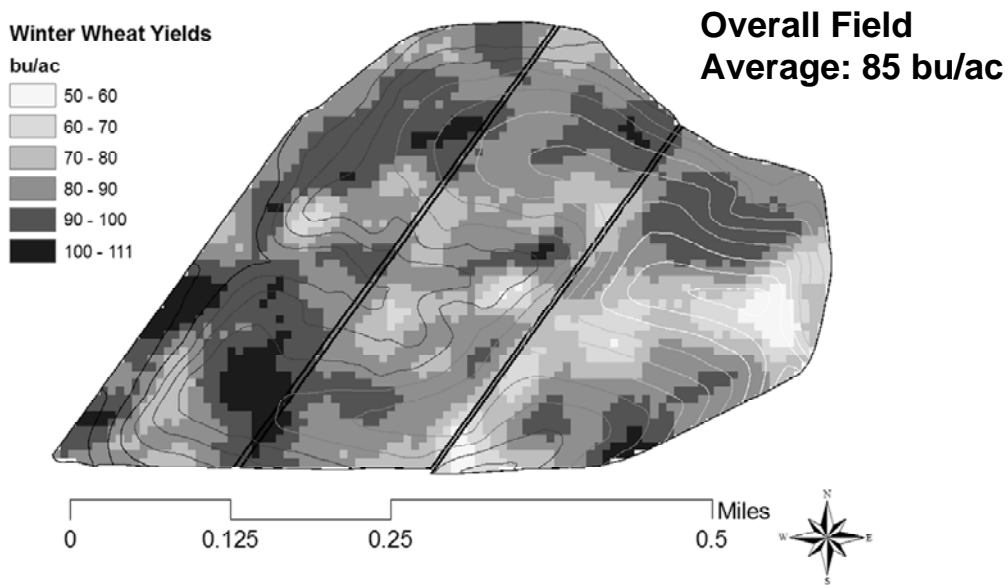 Overall Field
Average: 85 bu/ac
Winter Wheat Yields
bu/ac
50 - 60
60 - 70
70 - 80
80 - 90
90 - 100
100 - 111
Miles
0 0.125 0.25 0.5
N
W E
S